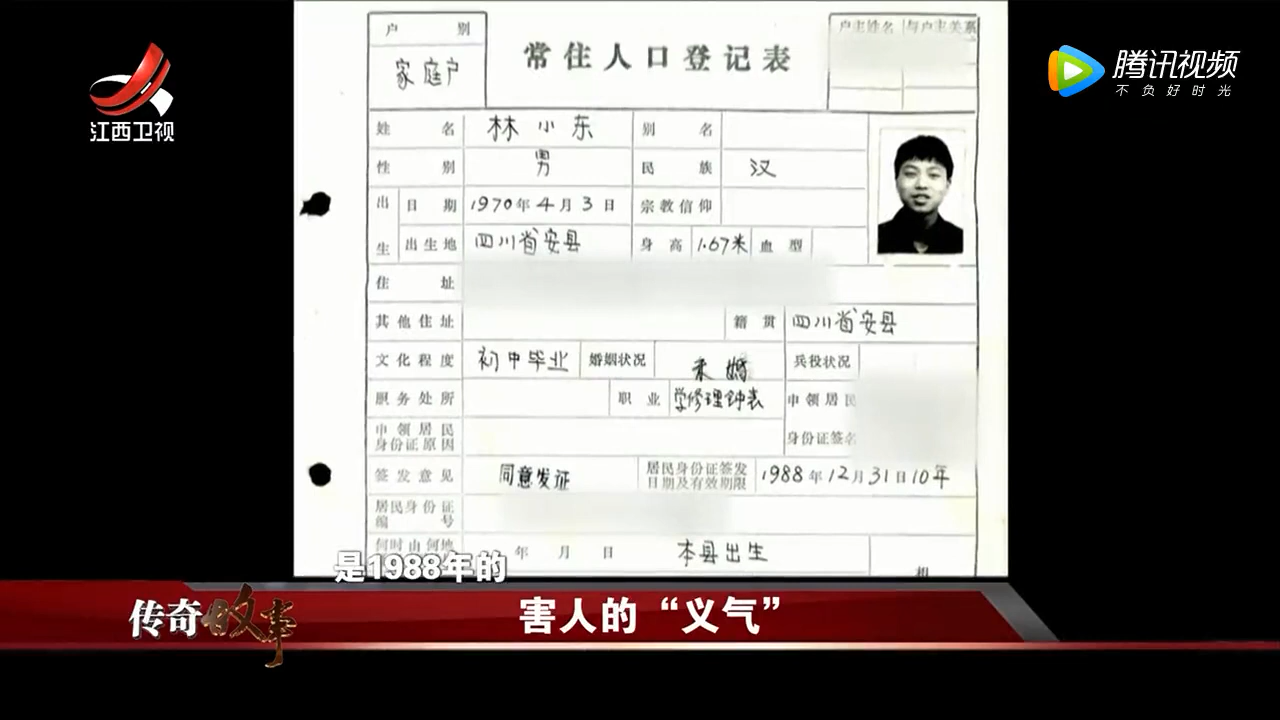 江西卫视
腾讯视频
不负好时光
户别
家庭户
常住人口登记表
户主姓名 与户主关系
姓名 林小东 别名
性别 男 民族 汉
出生 日期 1970年4月3日 宗教信仰
出生地 四川省安县 身高 1.67米 血型
住址
其他住址 籍贯 四川省安县
文化程度 初中毕业 婚姻状况 未婚 兵役状况
服务处所 职业 学修理钟表 申领居民
身份证签名
申领居民
身份证原因
签发意见 同意发证 居民身份证签发
日期及有效期限 1988年12月31日10年
居民身份证
编号
何时由何地 年月日 本县出生
相
是1988年的
传奇故事
害人的“义气”